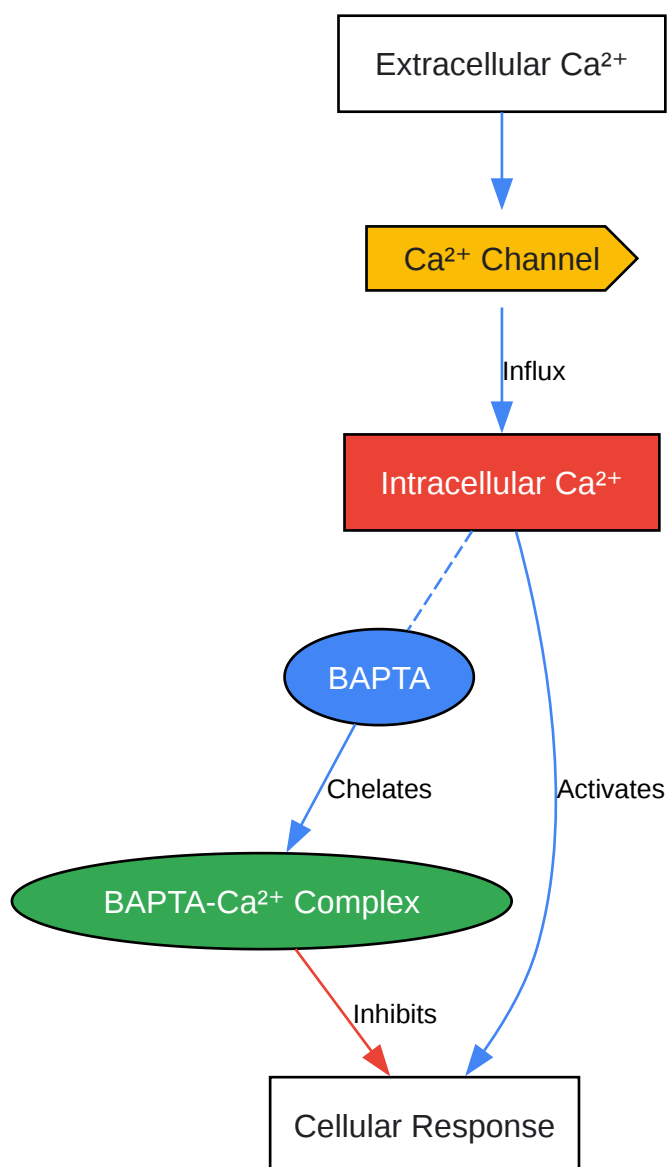 Extracellular Ca²⁺
Ca²⁺ Channel
Influx
Intracellular Ca²⁺
BAPTA
Chelates
Activates
BAPTA-Ca²⁺ Complex
Inhibits
Cellular Response